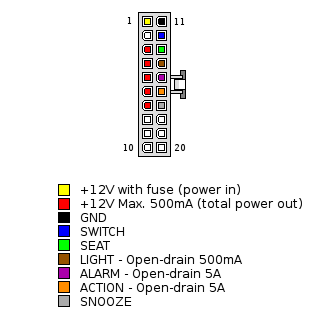 1 11
10 20
+12V with fuse (power in)
+12V Max. 500mA (total power out)
GND
SWITCH
SEAT
LIGHT - Open-drain 500mA
ALARM - Open-drain 5A
ACTION - Open-drain 5A
SNOOZE